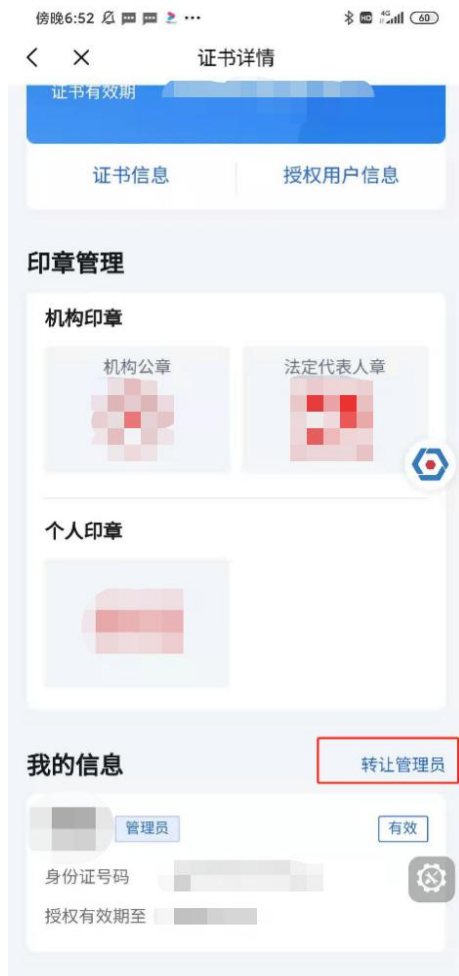 傍晚6:52 ••• HD 4G 60
证书详情
证书有效期
证书信息 授权用户信息
印章管理
机构印章
机构公章 法定代表人章
个人印章
我的信息 转让管理员
管理员 有效
身份证号码
授权有效期至